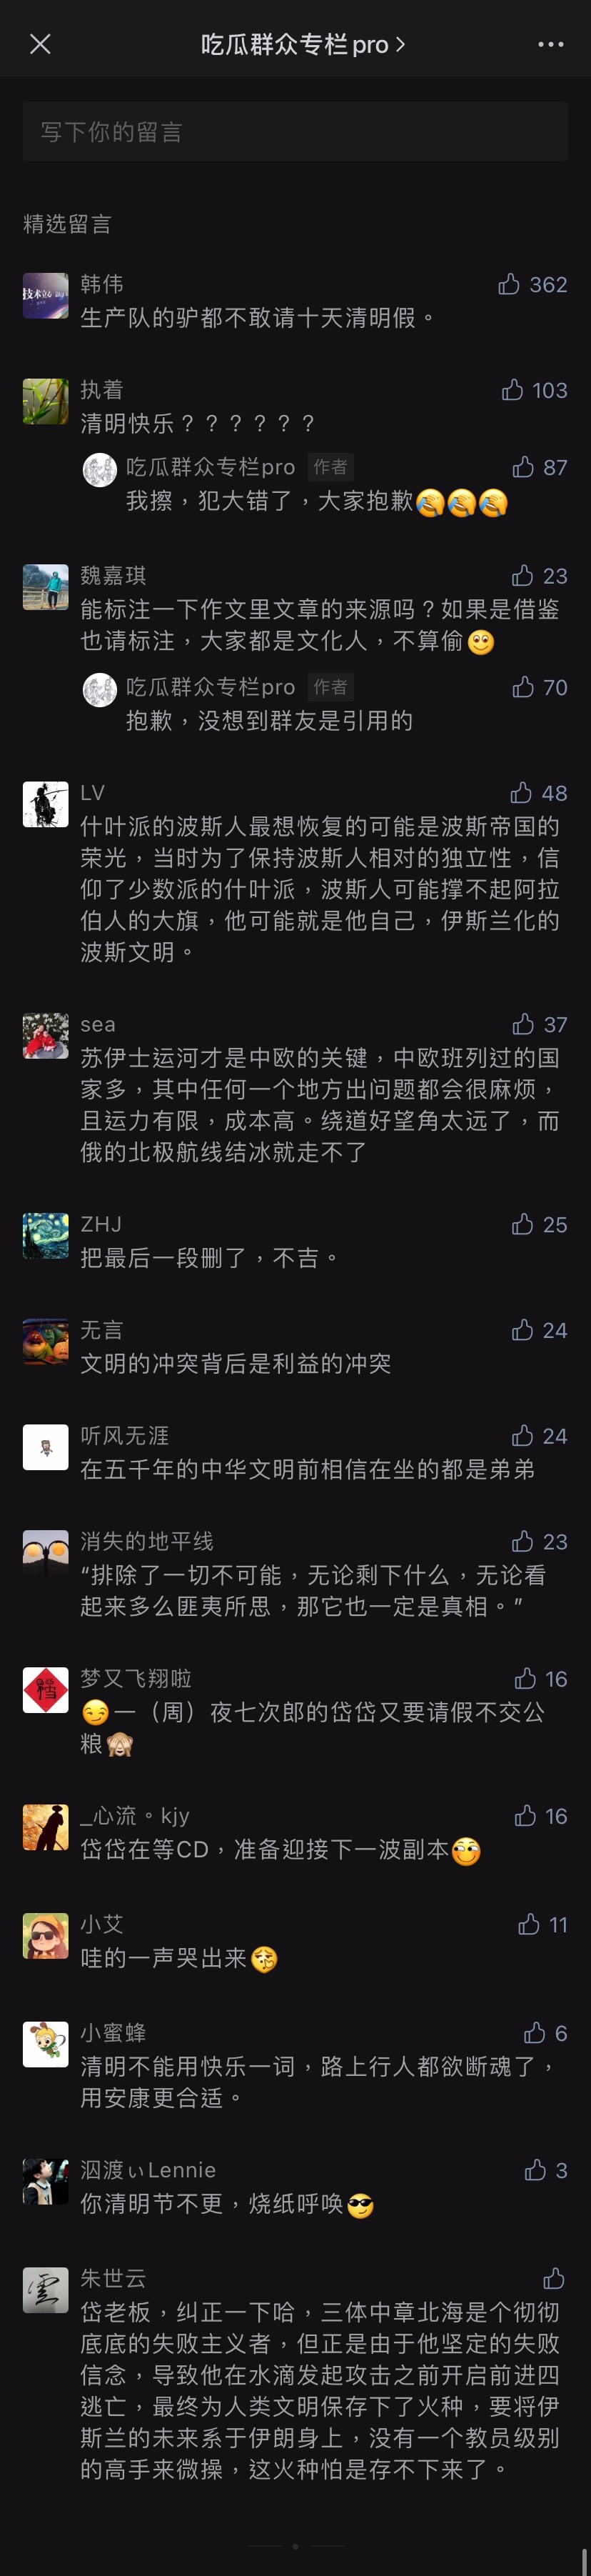 吃瓜群众专栏pro
写下你的留言
精选留言
韩伟
362
生产队的驴都不敢请十天清明假。
执着
103
清明快乐？？？？？？
吃瓜群众专栏pro 作者
87
我擦，犯大错了，大家抱歉😂😂😂
魏嘉琪
23
能标注一下作文里文章的来源吗？如果是借鉴
也请标注，大家都是文化人，不算偷🙂
吃瓜群众专栏pro 作者
70
抱歉，没想到群友是引用的
LV
48
什叶派的波斯人最想恢复的可能是波斯帝国的
荣光，当时为了保持波斯人相对的独立性，信
仰了少数派的什叶派，波斯人可能撑不起阿拉
伯人的大旗，他可能就是他自己，伊斯兰化的
波斯文明。
sea
37
苏伊士运河才是中欧的关键，中欧班列过的国
家多，其中任何一个地方出问题都会很麻烦，
且运力有限，成本高。绕道好望角太远了，而
俄的北极航线结冰就走不了
ZHJ
25
把最后一段删了，不吉。
无言
24
文明的冲突背后是利益的冲突
听风无涯
24
在五千年的中华文明前相信在坐的都是弟弟
消失的地平线
23
“排除了一切不可能，无论剩下什么，无论看
起来多么匪夷所思，那它也一定是真相。”
梦又飞翔啦
16
😏一（周）夜七次郎的岱岱又要请假不交公
粮🙈
_心流。kjy
16
岱岱在等CD，准备迎接下一波副本
小艾
11
哇的一声哭出来
小蜜蜂
6
清明不能用快乐一词，路上行人都欲断魂了，
用安康更合适。
泅渡ぃLennie
3
你清明节不更，烧纸呼唤😎
朱世云
岱老板，纠正一下哈，三体中章北海是个彻彻
底底的失败主义者，但正是由于他坚定的失败
信念，导致他在水滴发起攻击之前开启前进四
逃亡，最终为人类文明保存下了火种，要将伊
斯兰的未来系于伊朗身上，没有一个教员级别
的高手来微操，这火种怕是存不下来了。